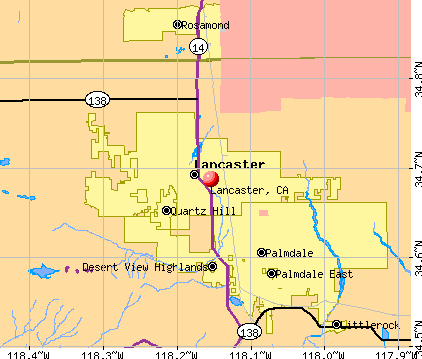 Rosamond
14
34.8°N
138
Lancaster
34.7°N
Lancaster, CA
Quartz Hill
Palmdale
34.6°N
Desert View Highlands
Palmdale East
138
Littlerock
34.5°N
118.4°W 118.3°W 118.2°W 118.1°W 118.0°W 117.9°W